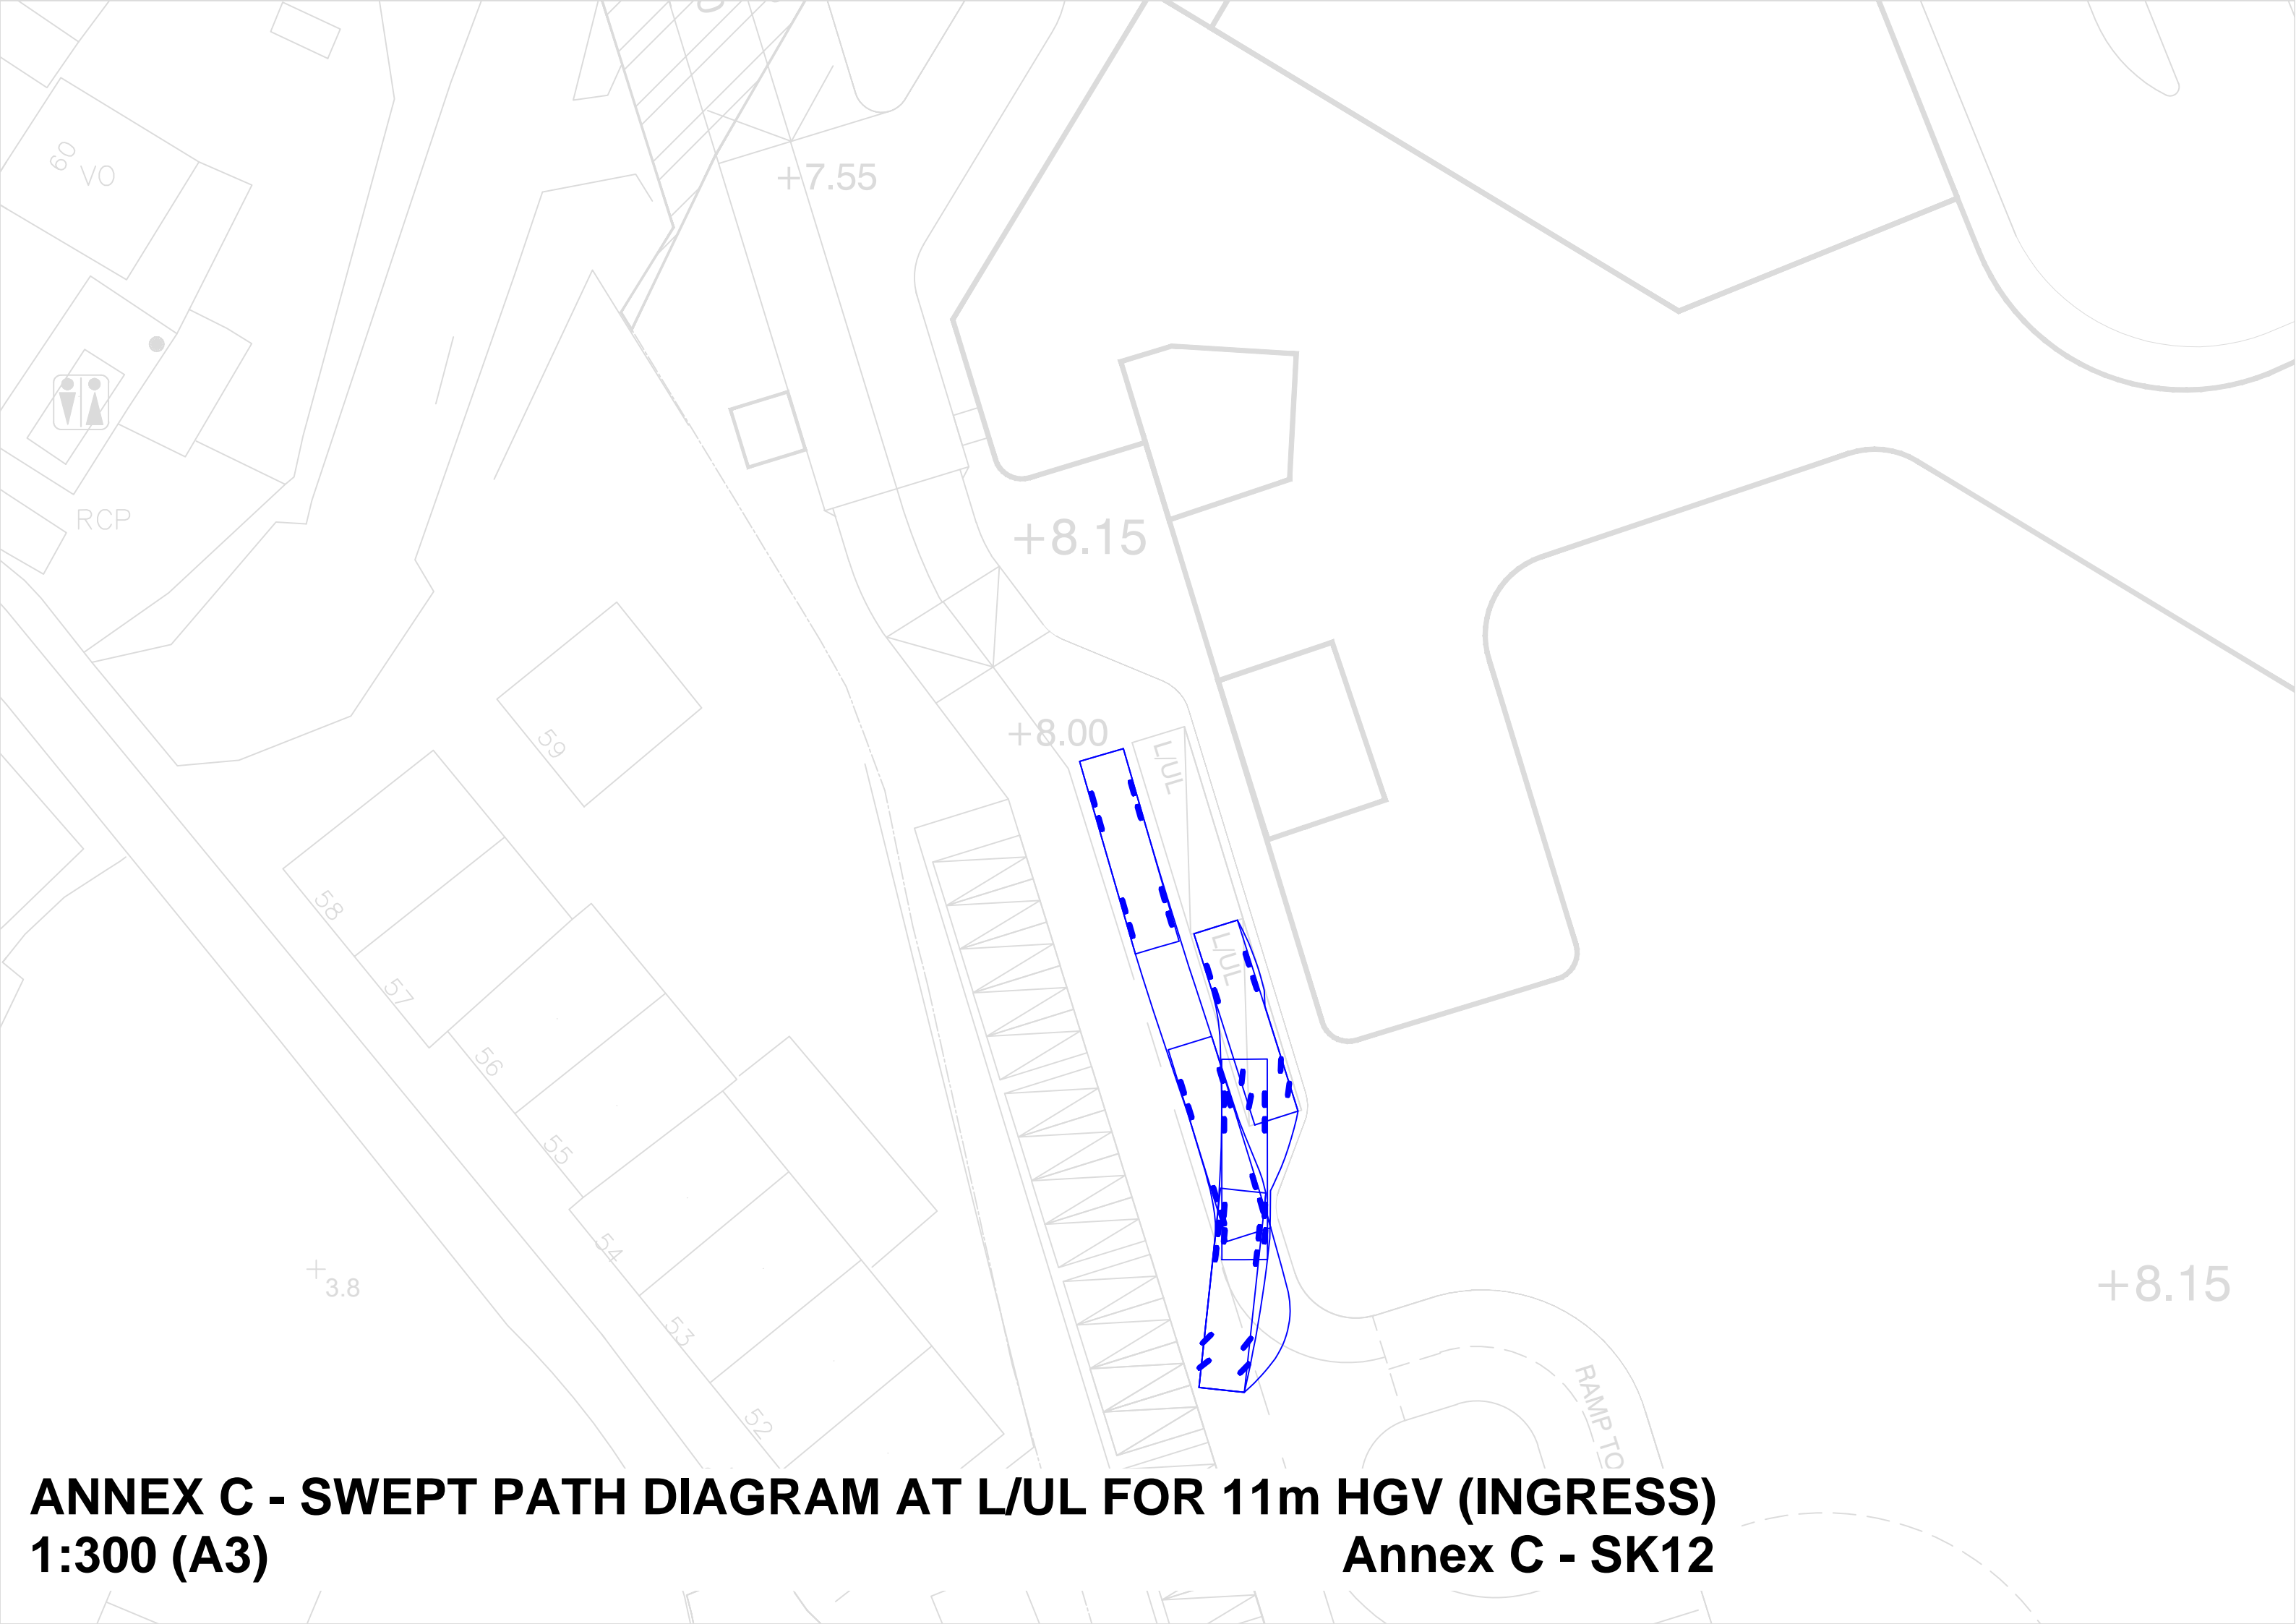 60
VO
+7.55
RCP
+8.15
+8.00
L/UL
L/UL
59
58
57
56
55
54
53
52
+3.8
+8.15
RAMP TO
ANNEX C - SWEPT PATH DIAGRAM AT L/UL FOR 11m HGV (INGRESS)
1:300 (A3)
Annex C - SK12